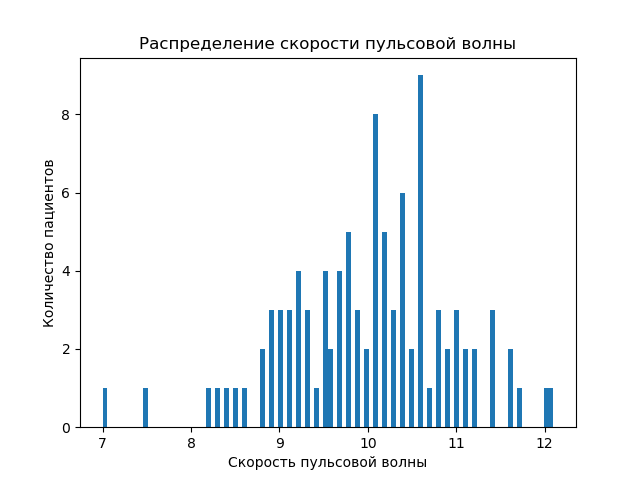 Распределение скорости пульсовой волны
Количество пациентов
8
6
4
2
0
7 8 9 10 11 12
Скорость пульсовой волны